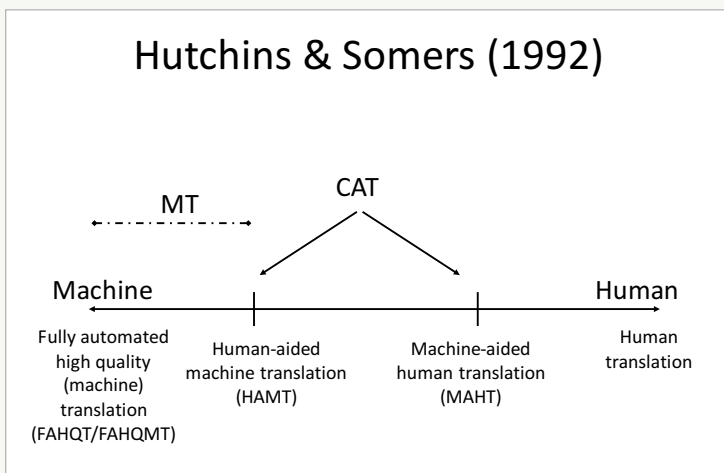 Hutchins & Somers (1992)
CAT
MT
Machine
Human
Fully automated
high quality
(machine)
translation
(FAHQT/FAHQMT)
Human-aided
machine translation
(HAMT)
Machine-aided
human translation
(MAHT)
Human
translation